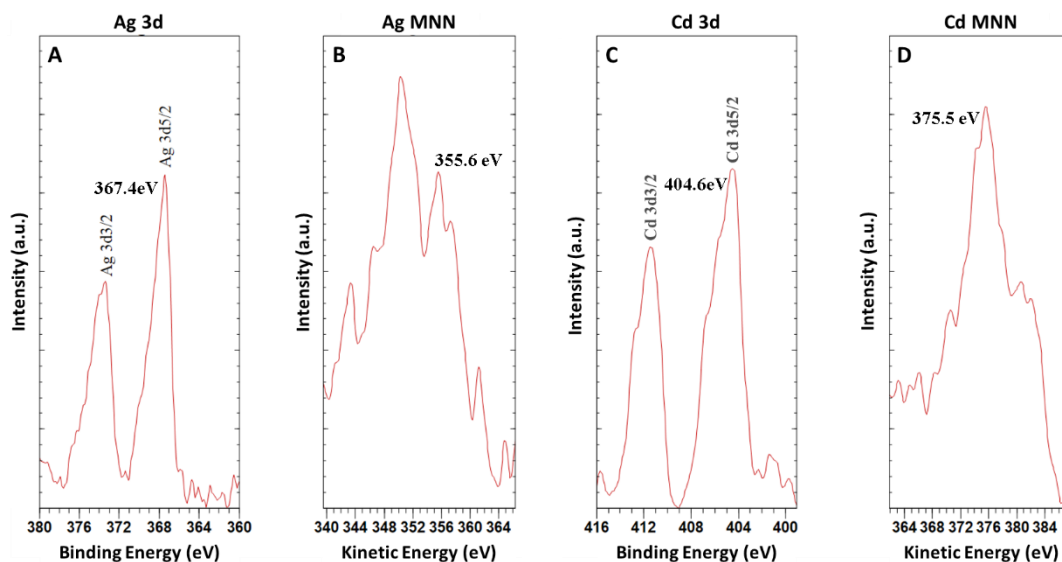 Ag 3d
A
Intensity (a.u.)
367.4eV
Ag 3d3/2
Ag 3d5/2
380 376 372 368 364 360
Binding Energy (eV)
Ag MNN
B
Intensity (a.u.)
355.6 eV
340 344 348 352 356 360 364
Kinetic Energy (eV)
Cd 3d
C
Intensity (a.u.)
404.6eV
Cd 3d3/2
Cd 3d5/2
416 412 408 404 400
Binding Energy (eV)
Cd MNN
D
Intensity (a.u.)
375.5 eV
364 368 372 376 380 384
Kinetic Energy (eV)